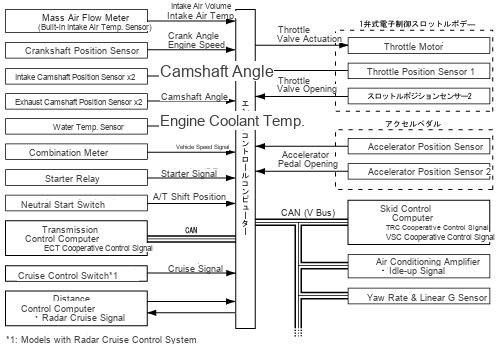 Intake Air Volume
Mass Air Flow Meter
(Built-in Intake Air Temp. Sensor)
Intake Air Temp.
Crank Angle
Crankshaft Position Sensor
Engine Speed
Intake Camshaft Position Sensor x2
Camshaft Angle
Exhaust Camshaft Position Sensor x2
Camshaft Angle
Water Temp. Sensor
Engine Coolant Temp.
Combination Meter
Vehicle Speed Signal
Starter Relay
Starter Signal
Neutral Start Switch
A/T Shift Position
Transmission
Control Computer
ECT Cooperative Control Signal
CAN
Cruise Control Switch*1
Cruise Signal
Distance
Control Computer
・Radar Cruise Signal
エンジンコントロールコンピューター
1弁式電子制御スロットルボデー
Throttle
Valve Actuation
Throttle Motor
Throttle Position Sensor 1
Throttle
Valve Opening
スロットルポジションセンサー2
アクセルペダル
Accelerator Position Sensor
Accelerator
Pedal Opening
Accelerator Position Sensor 2
CAN (V Bus)
Skid Control
Computer
TRC Cooperative Control Signal
VSC Cooperative Control Signal
Air Conditioning Amplifier
・Idle-up Signal
Yaw Rate & Linear G Sensor
*1: Models with Radar Cruise Control System